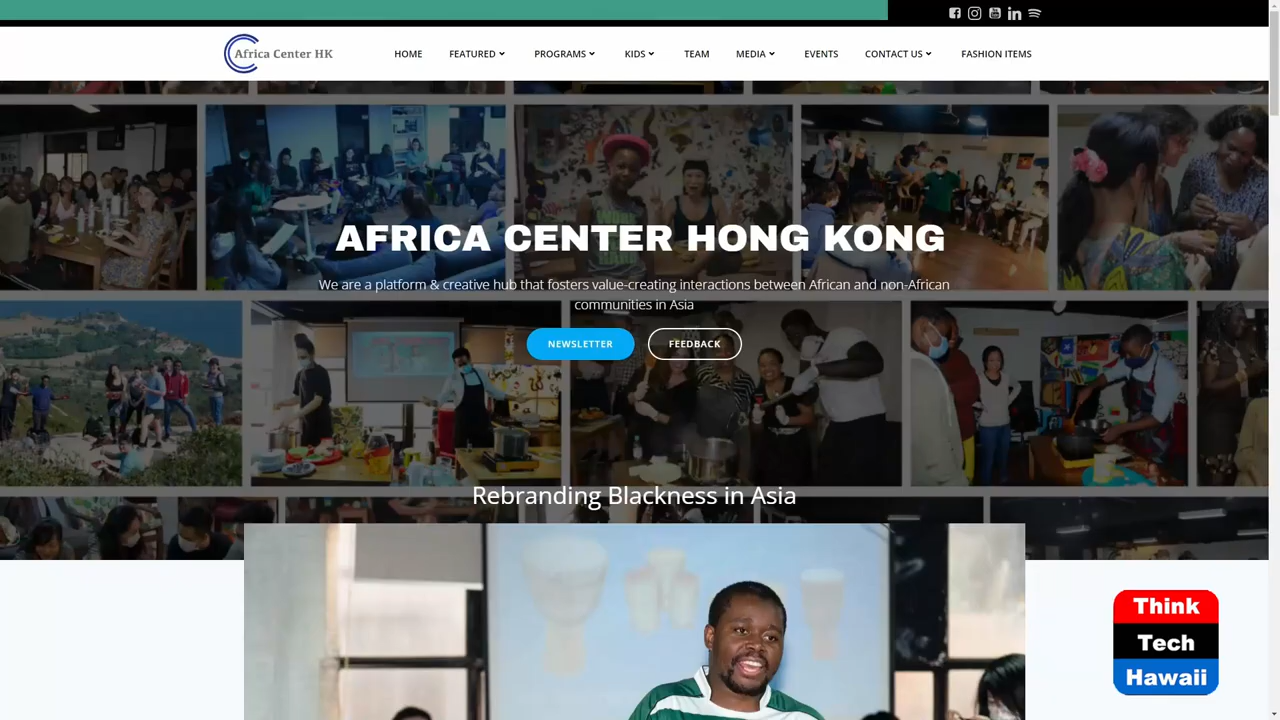 Africa Center HK
HOME
FEATURED
PROGRAMS
KIDS
TEAM
MEDIA
EVENTS
CONTACT US
FASHION ITEMS
AFRICA CENTER HONG KONG
We are a platform & creative hub that fosters value-creating interactions between African and non-African
communities in Asia
NEWSLETTER
FEEDBACK
Rebranding Blackness in Asia
Think
Tech
Hawaii